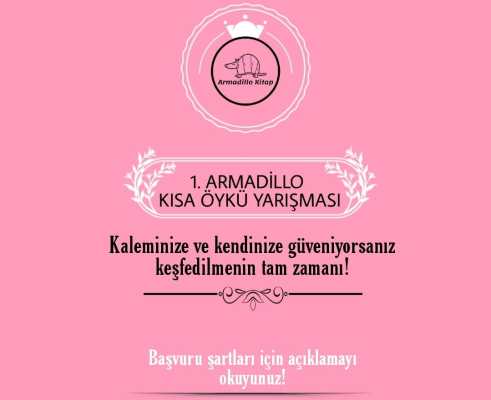 Armadillo Kitap
1. ARMADİLLO
KISA ÖYKÜ YARIŞMASI
Kaleminize ve kendinize güveniyorsanız
keşfedilmenin tam zamanı!
Başvuru şartları için açıklamayı
okuyunuz!